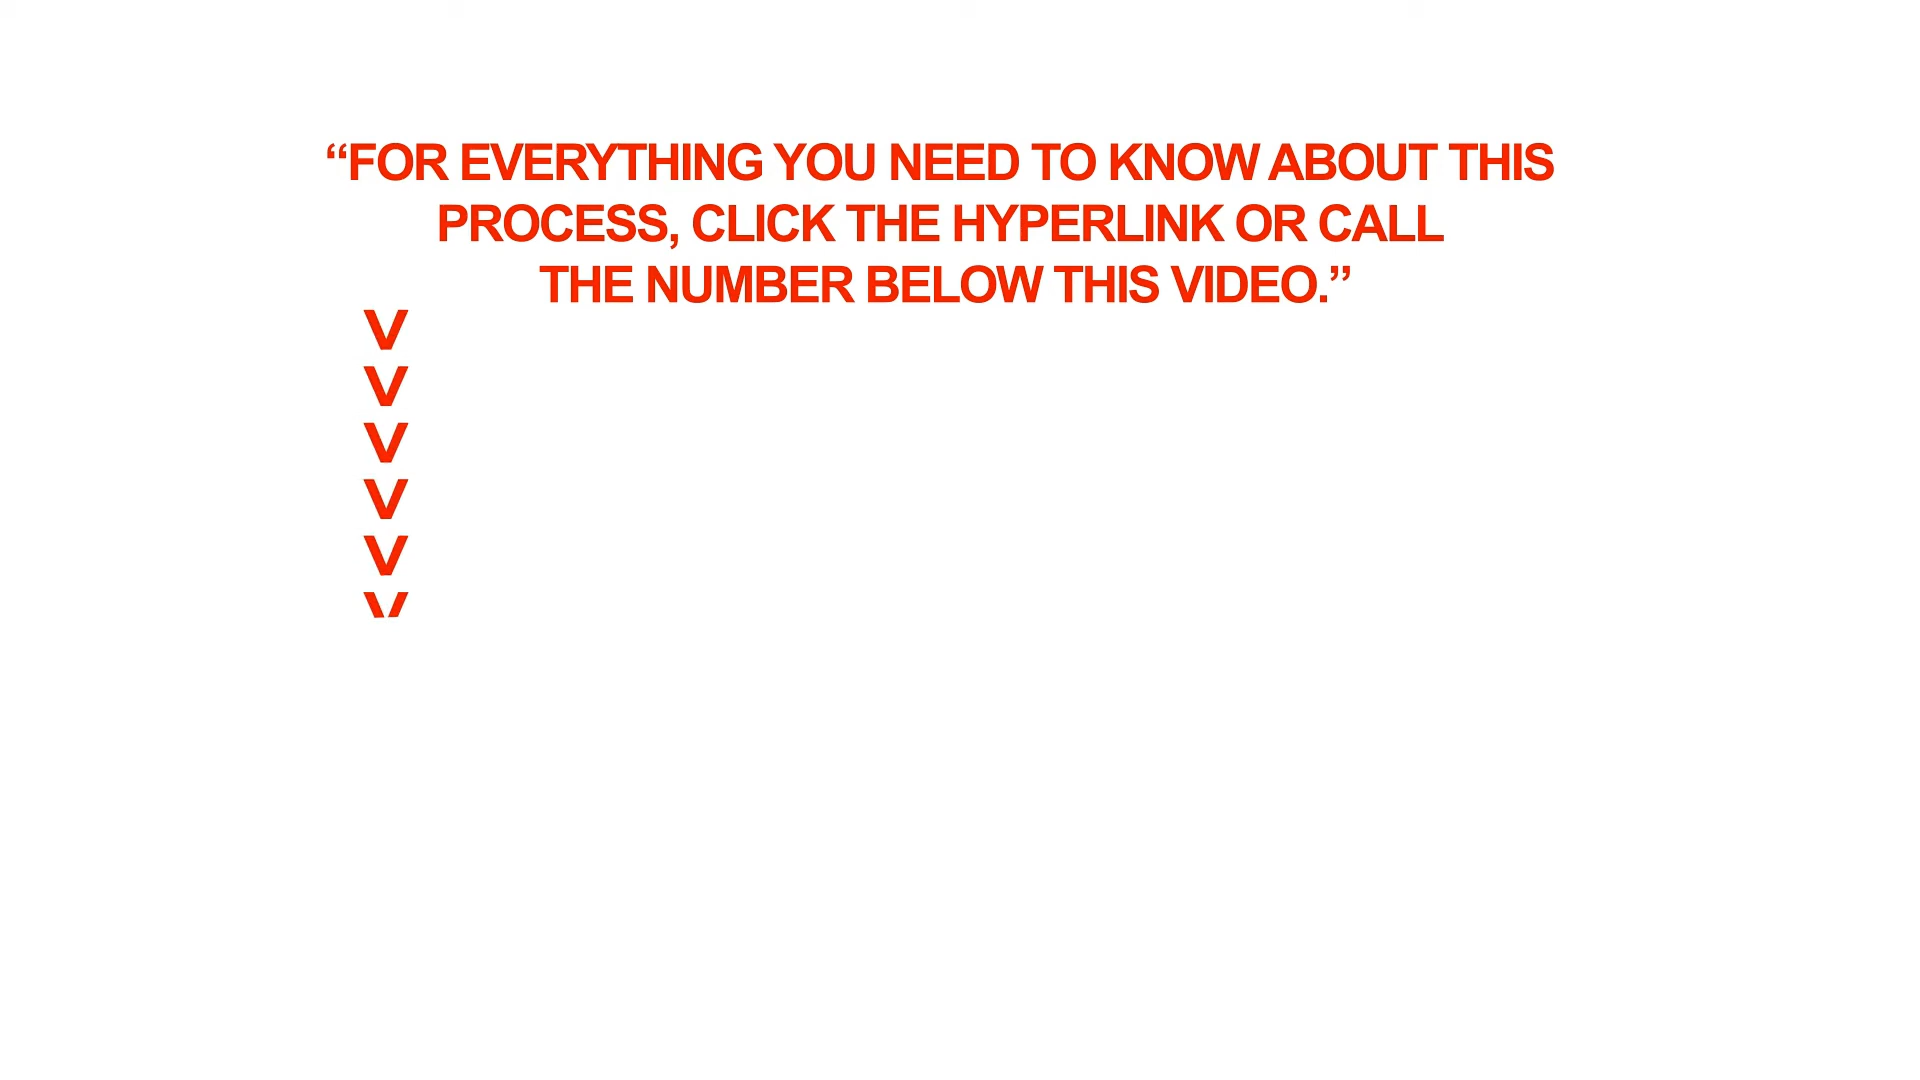 “FOR EVERYTHING YOU NEED TO KNOW ABOUT THIS
PROCESS, CLICK THE HYPERLINK OR CALL
THE NUMBER BELOW THIS VIDEO.”
V
V
V
V
V
V